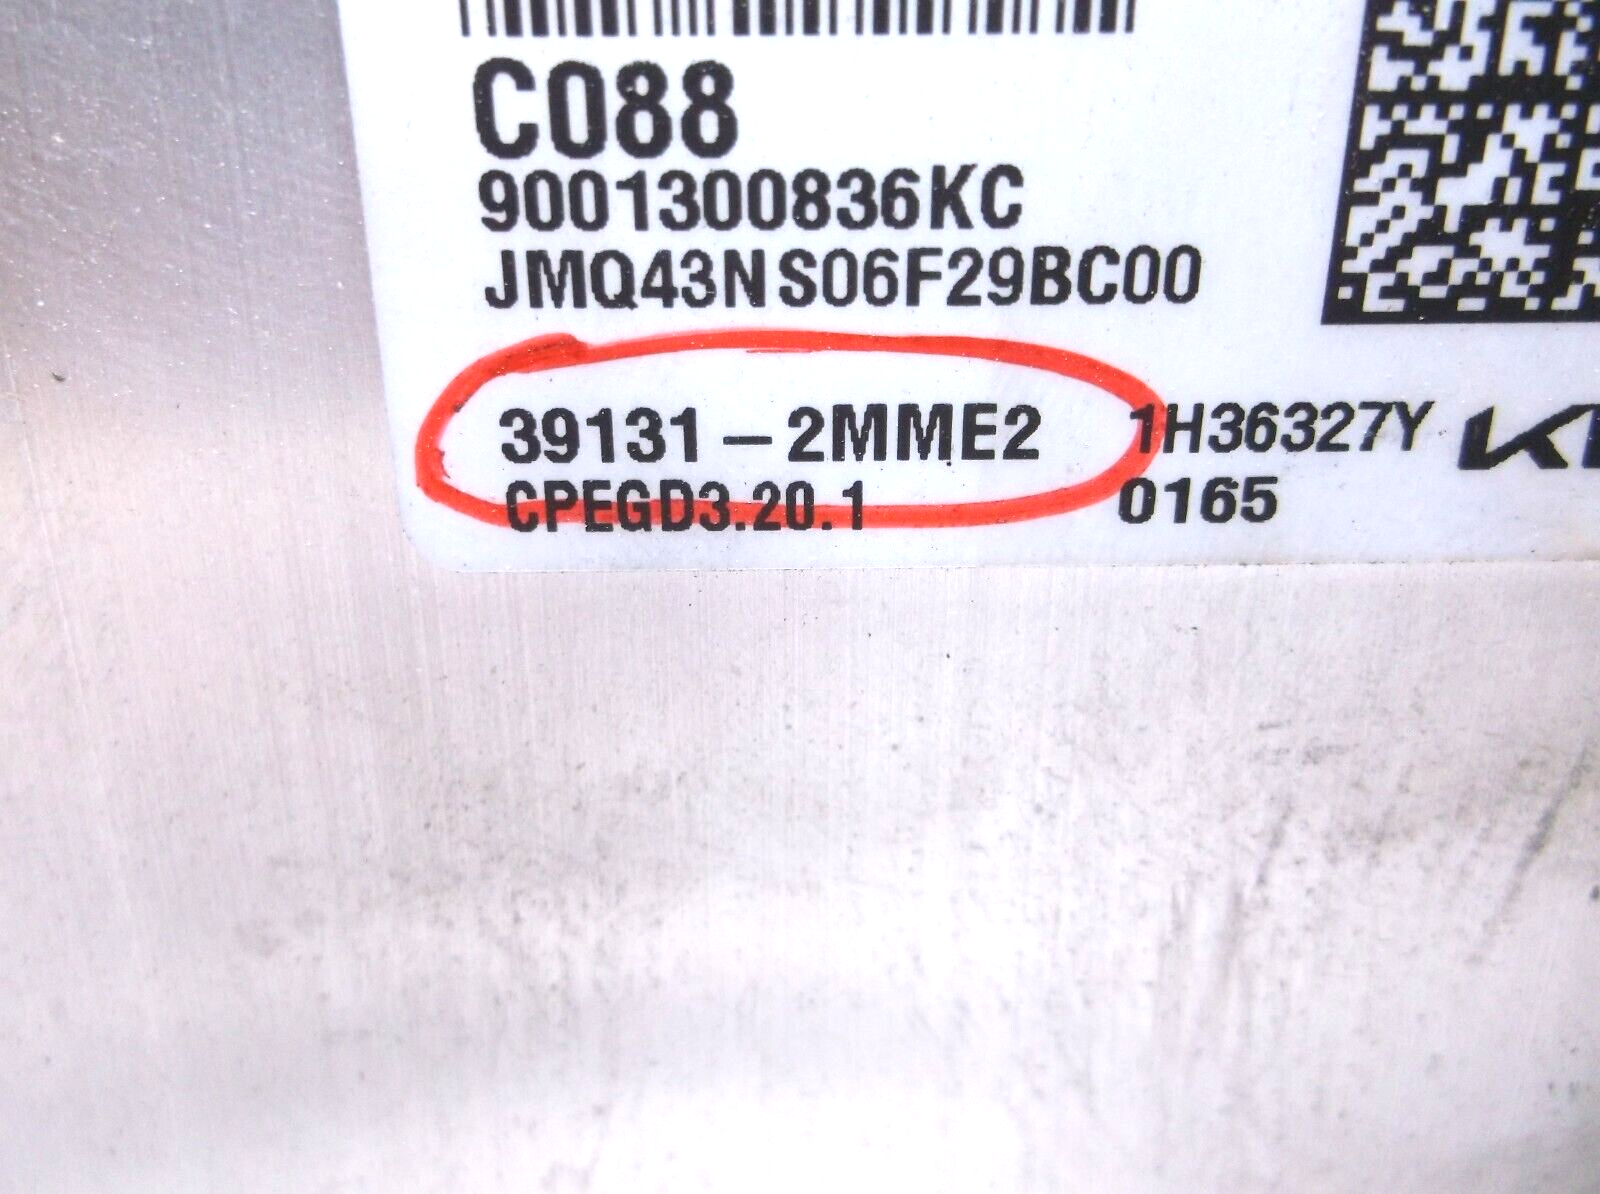 C088
9001300836KC
JMQ43NS06F29BC00
39131-2MME2 1H36327Y
CPEGD3.20.1 0165